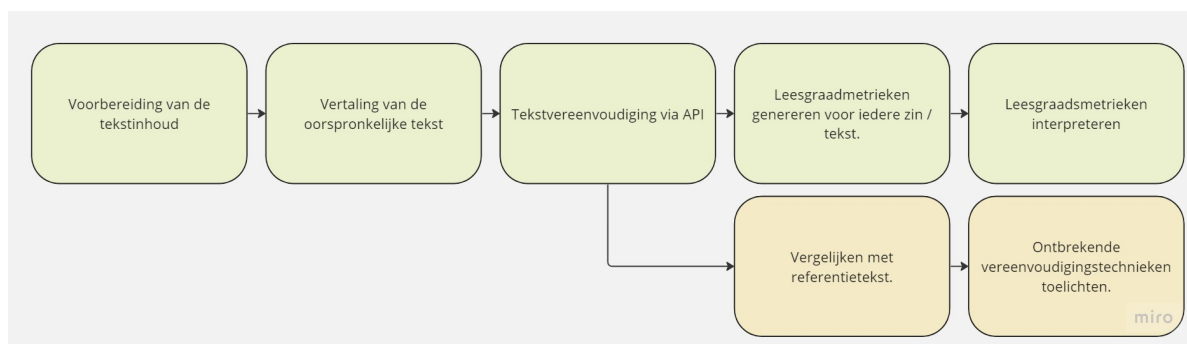 Voorbereiding van de
tekstinhoud
Vertaling van de
oorspronkelijke tekst
Tekstvereenvoudiging via API
Leesgraadmetrieken
genereren voor iedere zin /
tekst.
Leesgraadsmetrieken
interpreteren
Vergelijken met
referentietekst.
Ontbrekende
vereenvoudigingstechnieken
toelichten.
miro